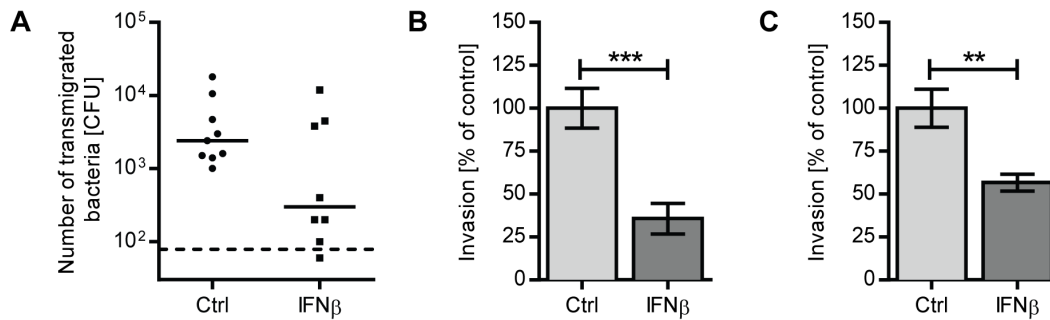 A
Number of transmigrated
bacteria [CFU]
10⁵
10⁴
10³
10²
Ctrl
IFNβ
B
Invasion [% of control]
150
125
100
75
50
25
0
***
Ctrl
IFNβ
C
Invasion [% of control]
150
125
100
75
50
25
0
**
Ctrl
IFNβ